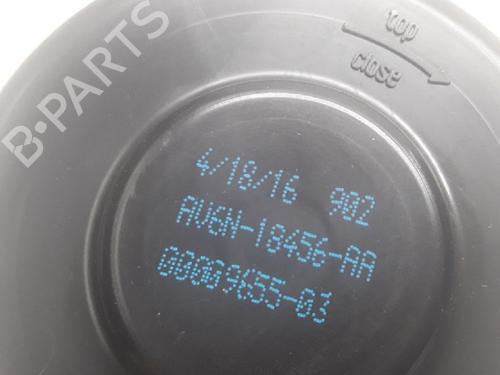 top
close
B-PARTS
4/18/16 902
AV6N-18456-AA
00009655-03